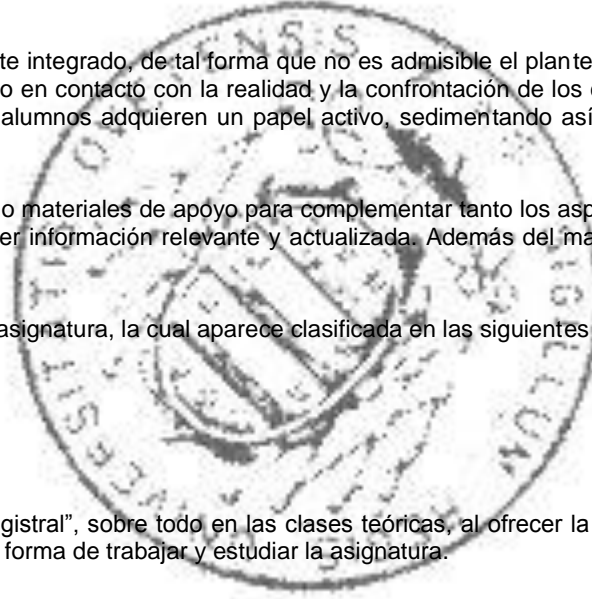 te integrado, de tal forma que no es admisible el plante
o en contacto con la realidad y la confrontación de los
alumnos adquieren un papel activo, sedimentando así
o materiales de apoyo para complementar tanto los asp
er información relevante y actualizada. Además del ma
asignatura, la cual aparece clasificada en las siguientes
gistral”, sobre todo en las clases teóricas, al ofrecer la
forma de trabajar y estudiar la asignatura.
SIGILLUM